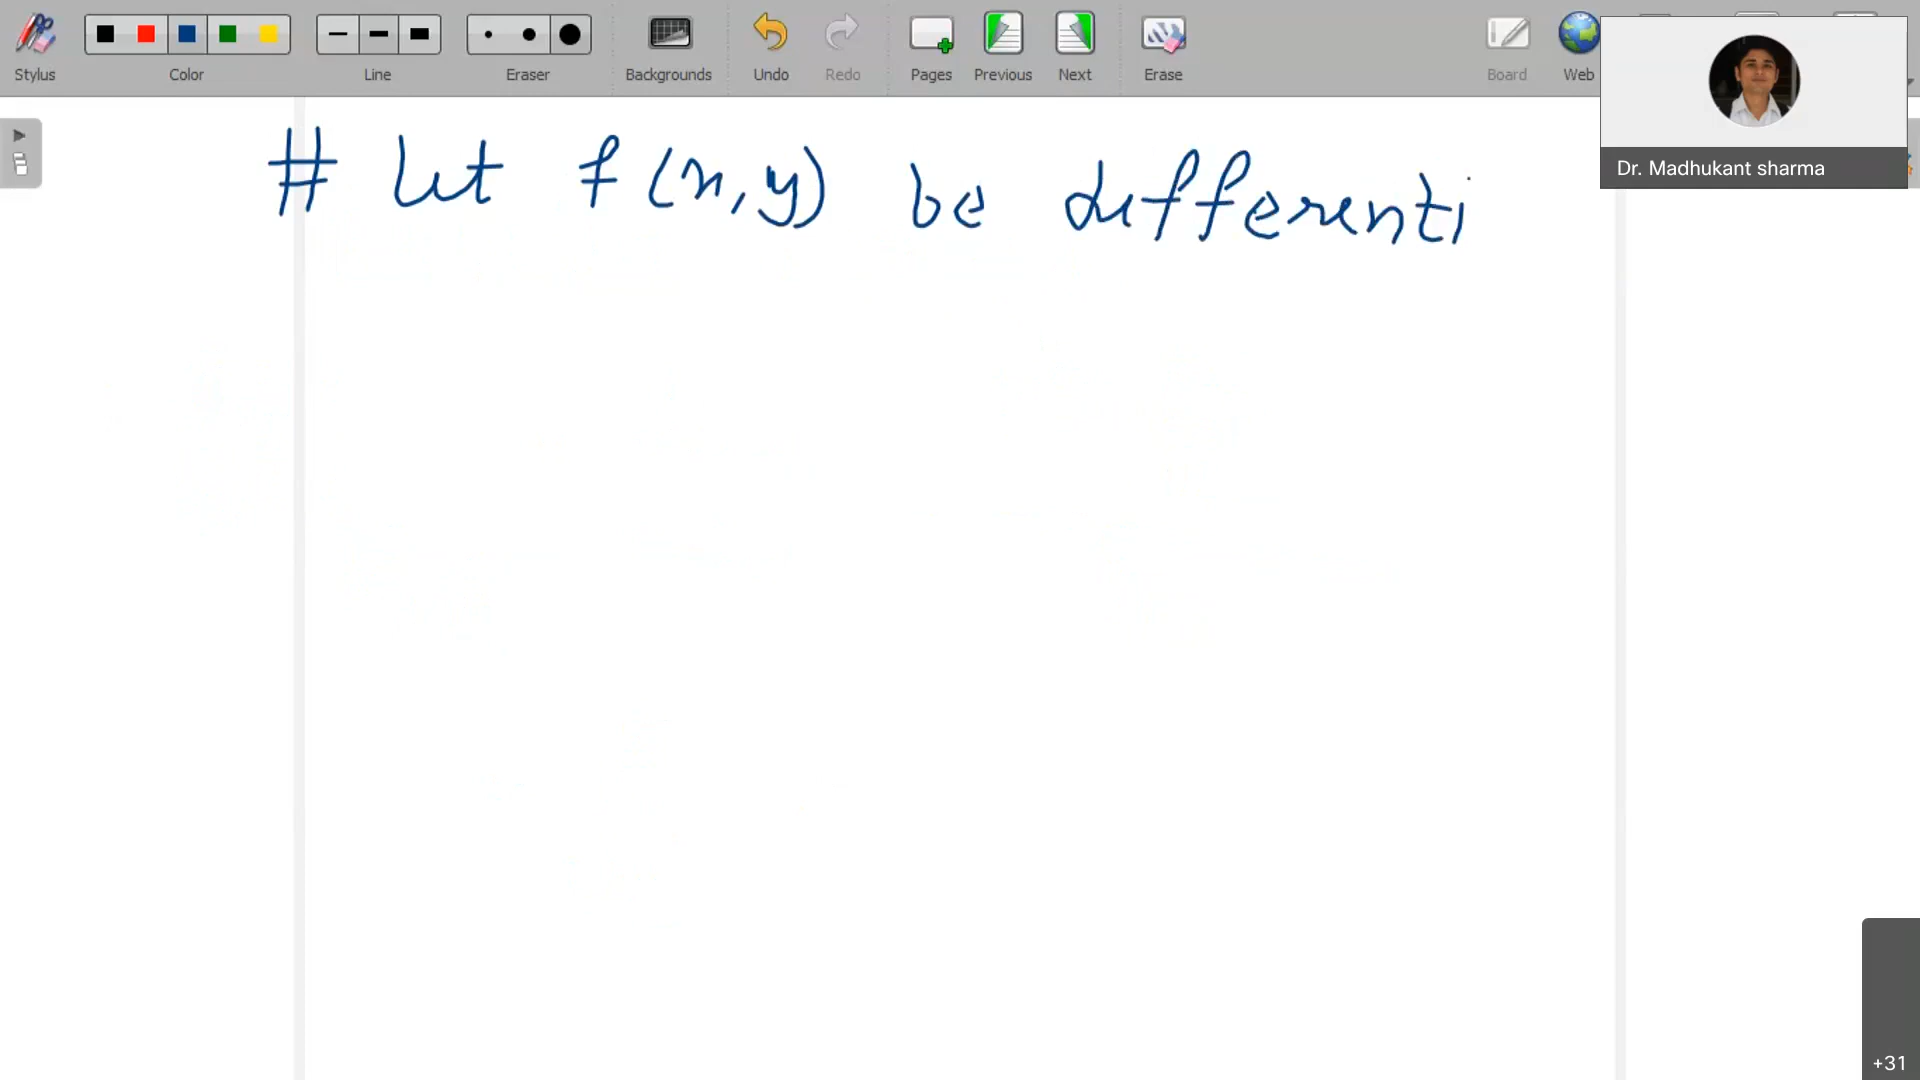 Stylus Color Line Eraser Backgrounds Undo Redo Pages Previous Next Erase Board Web
Dr. Madhukant sharma
# Let f(x,y) be differenti
+31